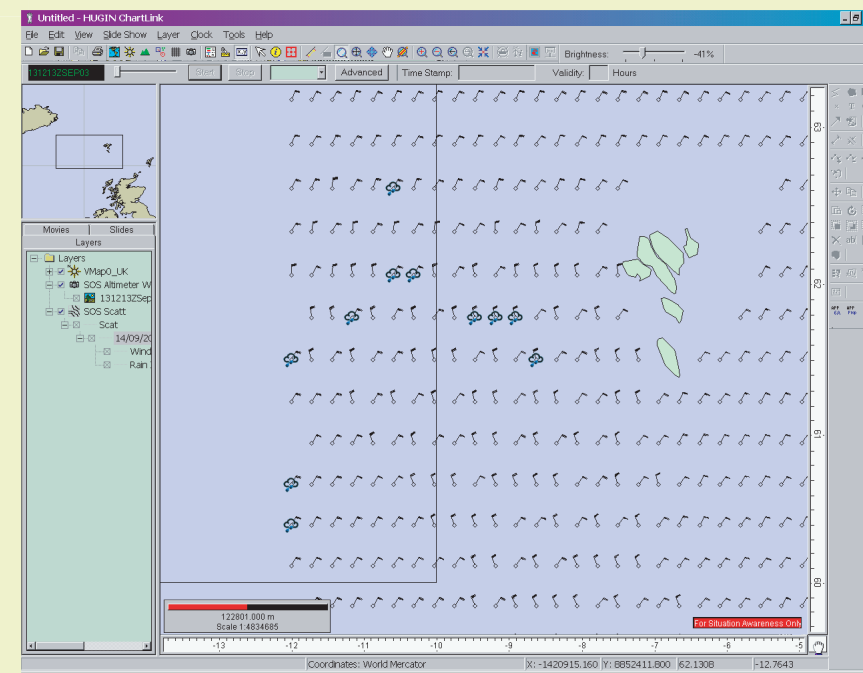 Untitled - HUGIN ChartLink
File Edit View Slide Show Layer Clock Tools Help
Brightness: -41%
131213ZSEP03 Start Stop Advanced Time Stamp: Validity: Hours
Movies Slides
Layers
Layers
VMap0_UK
SOS Altimeter W
131213ZSep
SOS Scatt
Scat
14/09/20
Wind
Rain
63
62
61
60
122801.000 m
Scale 1:4834685
For Situation Awareness Only
-13 -12 -11 -10 -9 -8 -7 -6 -5
Coordinates: World Mercator X: -1420915.160 Y: 8852411.800 62.1308 -12.7643